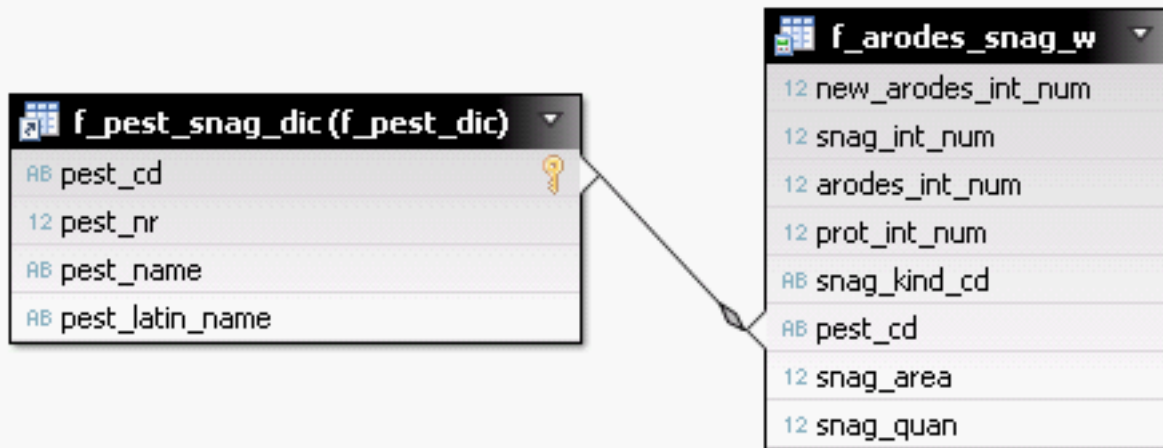 f_pest_snag_dic (f_pest_dic)
AB pest_cd
12 pest_nr
AB pest_name
AB pest_latin_name
f_arodes_snag_w
12 new_arodes_int_num
12 snag_int_num
12 arodes_int_num
12 prot_int_num
AB snag_kind_cd
AB pest_cd
12 snag_area
12 snag_quan